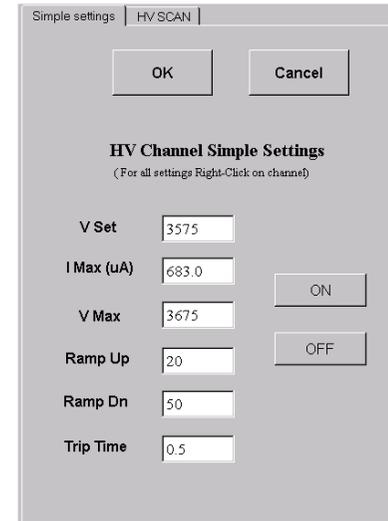 Simple settings HV SCAN
OK Cancel
HV Channel Simple Settings
( For all settings Right-Click on channel)
V Set 3575
I Max (uA) 683.0
ON
V Max 3675
OFF
Ramp Up 20
Ramp Dn 50
Trip Time 0.5